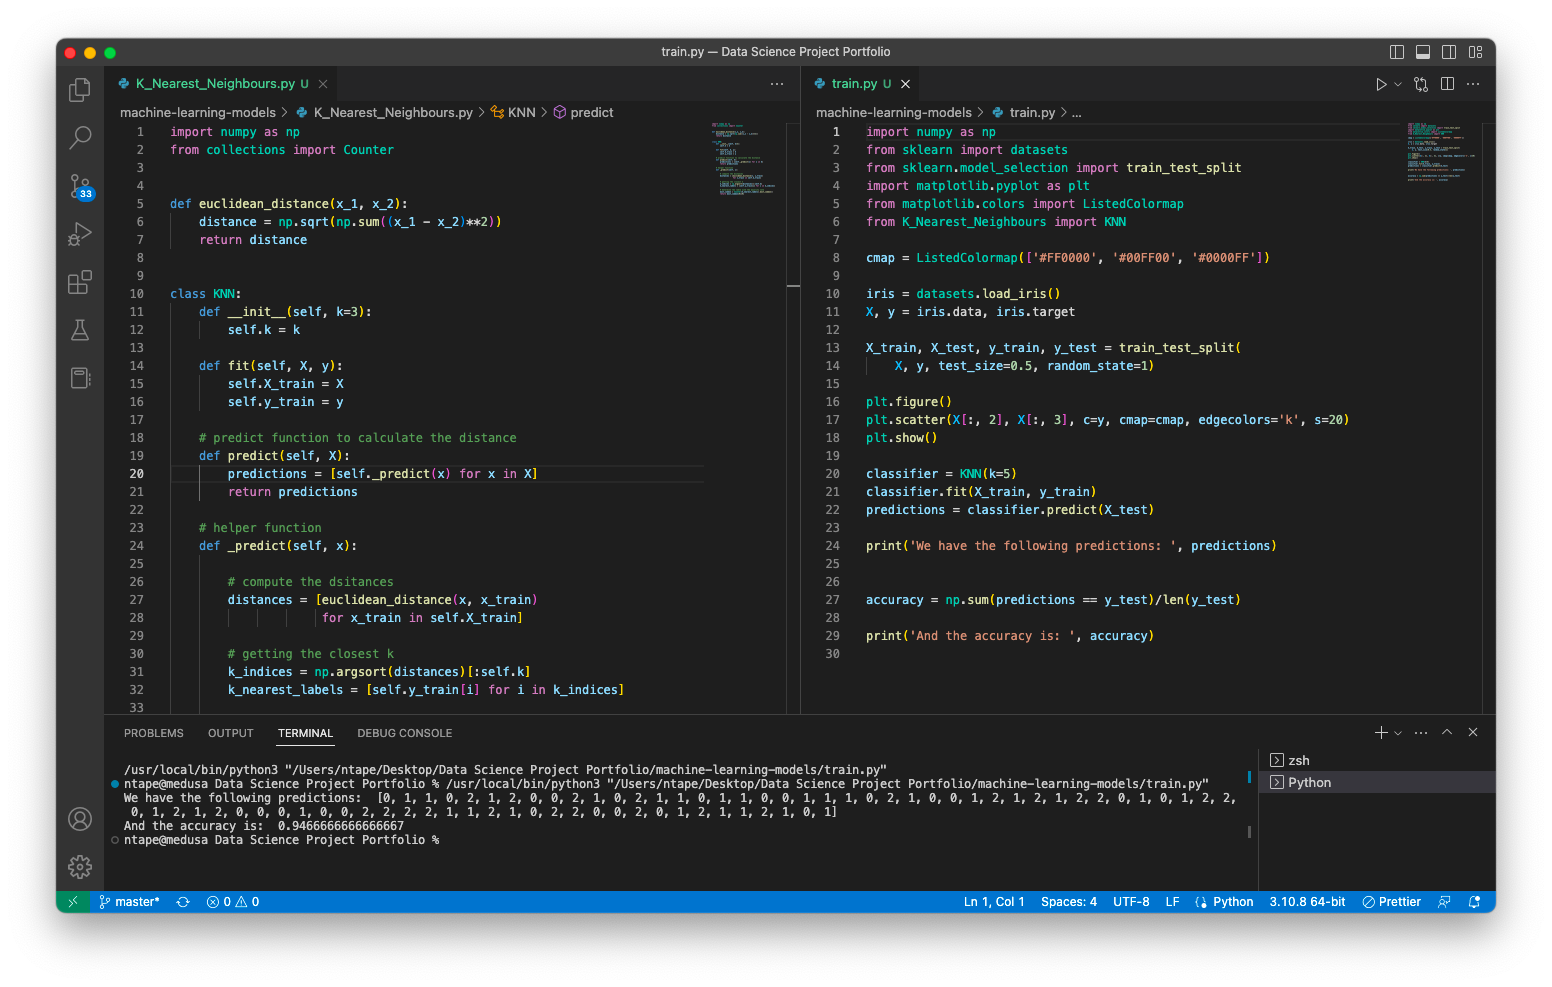 train.py — Data Science Project Portfolio
K_Nearest_Neighbours.py U
machine-learning-models > K_Nearest_Neighbours.py > KNN > predict
1 import numpy as np
2 from collections import Counter
3
4
5 def euclidean_distance(x_1, x_2):
6 distance = np.sqrt(np.sum((x_1 - x_2)**2))
7 return distance
8
9
10 class KNN:
11 def __init__(self, k=3):
12 self.k = k
13
14 def fit(self, X, y):
15 self.X_train = X
16 self.y_train = y
17
18 # predict function to calculate the distance
19 def predict(self, X):
20 predictions = [self._predict(x) for x in X]
21 return predictions
22
23 # helper function
24 def _predict(self, x):
25
26 # compute the dsitances
27 distances = [euclidean_distance(x, x_train)
28 for x_train in self.X_train]
29
30 # getting the closest k
31 k_indices = np.argsort(distances)[:self.k]
32 k_nearest_labels = [self.y_train[i] for i in k_indices]
33
train.py U
machine-learning-models > train.py > ...
1 import numpy as np
2 from sklearn import datasets
3 from sklearn.model_selection import train_test_split
4 import matplotlib.pyplot as plt
5 from matplotlib.colors import ListedColormap
6 from K_Nearest_Neighbours import KNN
7
8 cmap = ListedColormap(['#FF0000', '#00FF00', '#0000FF'])
9
10 iris = datasets.load_iris()
11 X, y = iris.data, iris.target
12
13 X_train, X_test, y_train, y_test = train_test_split(
14 X, y, test_size=0.5, random_state=1)
15
16 plt.figure()
17 plt.scatter(X[:, 2], X[:, 3], c=y, cmap=cmap, edgecolors='k', s=20)
18 plt.show()
19
20 classifier = KNN(k=5)
21 classifier.fit(X_train, y_train)
22 predictions = classifier.predict(X_test)
23
24 print('We have the following predictions: ', predictions)
25
26
27 accuracy = np.sum(predictions == y_test)/len(y_test)
28
29 print('And the accuracy is: ', accuracy)
30
33
PROBLEMS OUTPUT TERMINAL DEBUG CONSOLE
/usr/local/bin/python3 "/Users/ntape/Desktop/Data Science Project Portfolio/machine-learning-models/train.py"
ntape@medusa Data Science Project Portfolio % /usr/local/bin/python3 "/Users/ntape/Desktop/Data Science Project Portfolio/machine-learning-models/train.py"
We have the following predictions:  [0, 1, 1, 0, 2, 1, 2, 0, 0, 2, 1, 0, 2, 1, 1, 0, 1, 1, 0, 0, 1, 1, 1, 0, 2, 1, 0, 0, 1, 2, 1, 2, 1, 2, 2, 0, 1, 0, 1, 2, 2,
0, 1, 2, 1, 2, 0, 0, 0, 1, 0, 0, 2, 2, 2, 2, 1, 1, 2, 1, 0, 2, 2, 0, 0, 2, 0, 1, 2, 1, 1, 2, 1, 0, 1]
And the accuracy is:  0.9466666666666667
ntape@medusa Data Science Project Portfolio %
zsh
Python
master* 0 0 Ln 1, Col 1 Spaces: 4 UTF-8 LF Python 3.10.8 64-bit Prettier